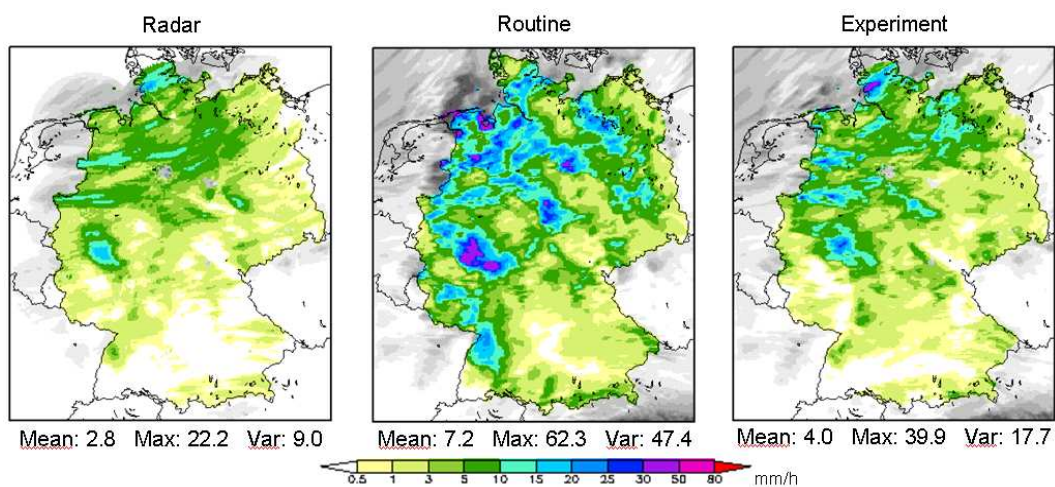 Radar Routine Experiment
Mean: 2.8 Max: 22.2 Var: 9.0 Mean: 7.2 Max: 62.3 Var: 47.4 Mean: 4.0 Max: 39.9 Var: 17.7
0.5 1 3 5 10 15 20 25 30 50 80 mm/h